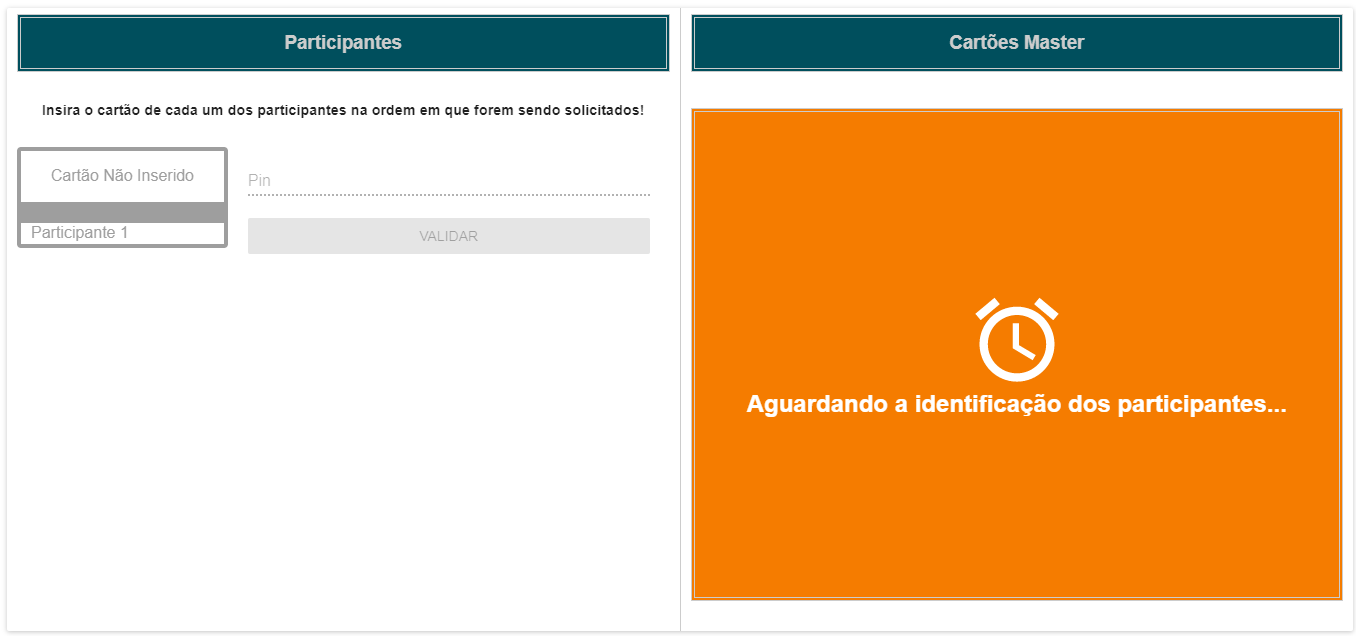 Participantes
Insira o cartão de cada um dos participantes na ordem em que forem sendo solicitados!
Cartão Não Inserido
Participante 1
Pin
VALIDAR
Cartões Master
Aguardando a identificação dos participantes...